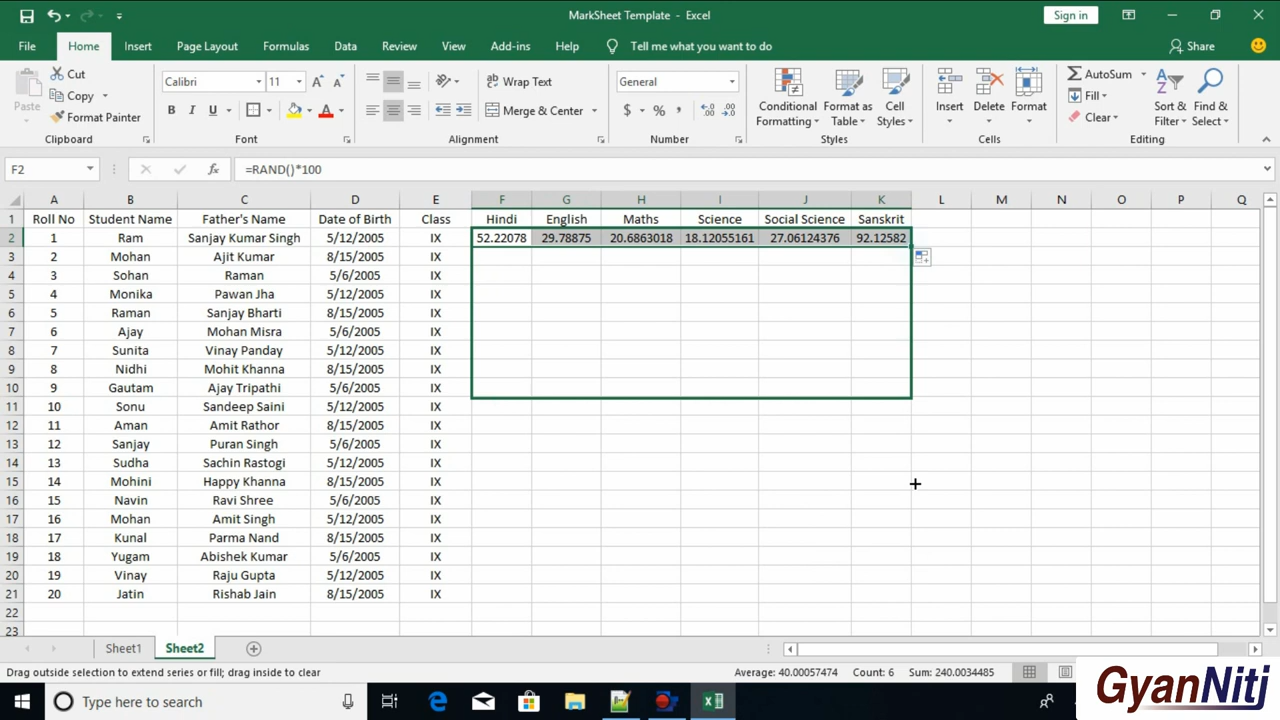 MarkSheet Template - Excel
Sign in
File Home Insert Page Layout Formulas Data Review View Add-ins Help Tell me what you want to do Share
Paste
Cut
Copy
Format Painter
Clipboard
Calibri 11
B I U
Font
Wrap Text
Merge & Center
Alignment
General
$ % ,
Number
Conditional Formatting
Format as Table
Cell Styles
Styles
Insert Delete Format
Cells
AutoSum
Fill
Clear
Sort & Filter
Find & Select
Editing
F2 fx =RAND()*100
A B C D E F G H I J K L M N O P Q
1 Roll No Student Name Father's Name Date of Birth Class Hindi English Maths Science Social Science Sanskrit
2 1 Ram Sanjay Kumar Singh 5/12/2005 IX 52.22078 29.78875 20.6863018 18.12055161 27.06124376 92.12582
3 2 Mohan Ajit Kumar 8/15/2005 IX
4 3 Sohan Raman 5/6/2005 IX
5 4 Monika Pawan Jha 5/12/2005 IX
6 5 Raman Sanjay Bharti 8/15/2005 IX
7 6 Ajay Mohan Misra 5/6/2005 IX
8 7 Sunita Vinay Panday 5/12/2005 IX
9 8 Nidhi Mohit Khanna 8/15/2005 IX
10 9 Gautam Ajay Tripathi 5/6/2005 IX
11 10 Sonu Sandeep Saini 5/12/2005 IX
12 11 Aman Amit Rathor 8/15/2005 IX
13 12 Sanjay Puran Singh 5/6/2005 IX
14 13 Sudha Sachin Rastogi 5/12/2005 IX
15 14 Mohini Happy Khanna 8/15/2005 IX
16 15 Navin Ravi Shree 5/6/2005 IX
17 16 Mohan Amit Singh 5/12/2005 IX
18 17 Kunal Parma Nand 8/15/2005 IX
19 18 Yugam Abishek Kumar 5/6/2005 IX
20 19 Vinay Raju Gupta 5/12/2005 IX
21 20 Jatin Rishab Jain 8/15/2005 IX
22
23
Sheet1 Sheet2
Drag outside selection to extend series or fill; drag inside to clear Average: 40.00057474 Count: 6 Sum: 240.0034485
Type here to search
GyanNiti